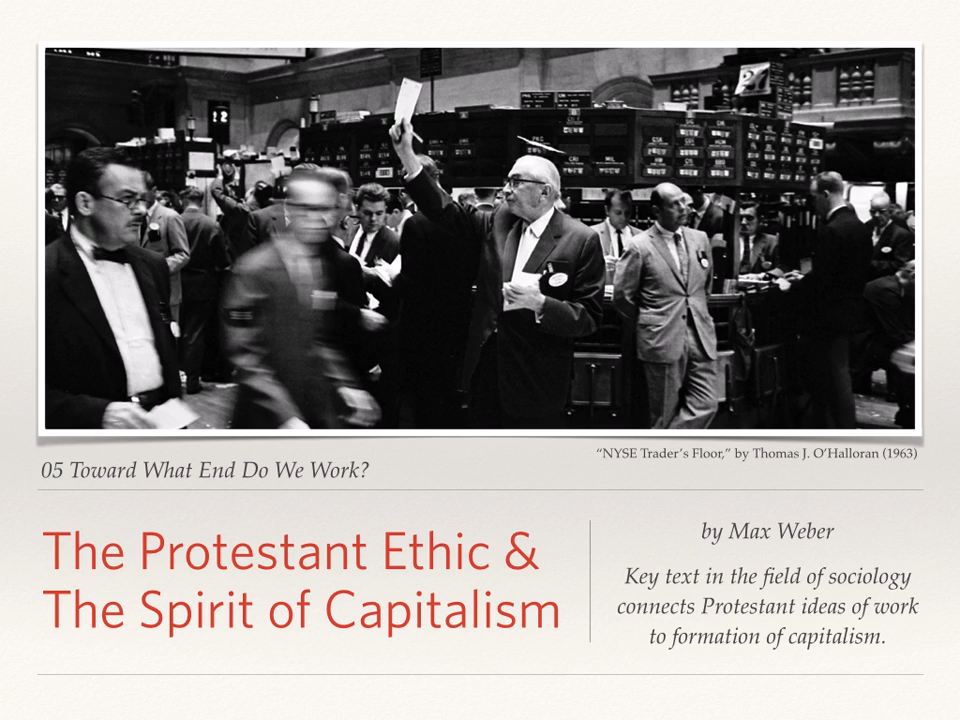 05 Toward What End Do We Work?
“NYSE Trader’s Floor,” by Thomas J. O’Halloran (1963)
The Protestant Ethic &
The Spirit of Capitalism
by Max Weber
Key text in the field of sociology
connects Protestant ideas of work
to formation of capitalism.